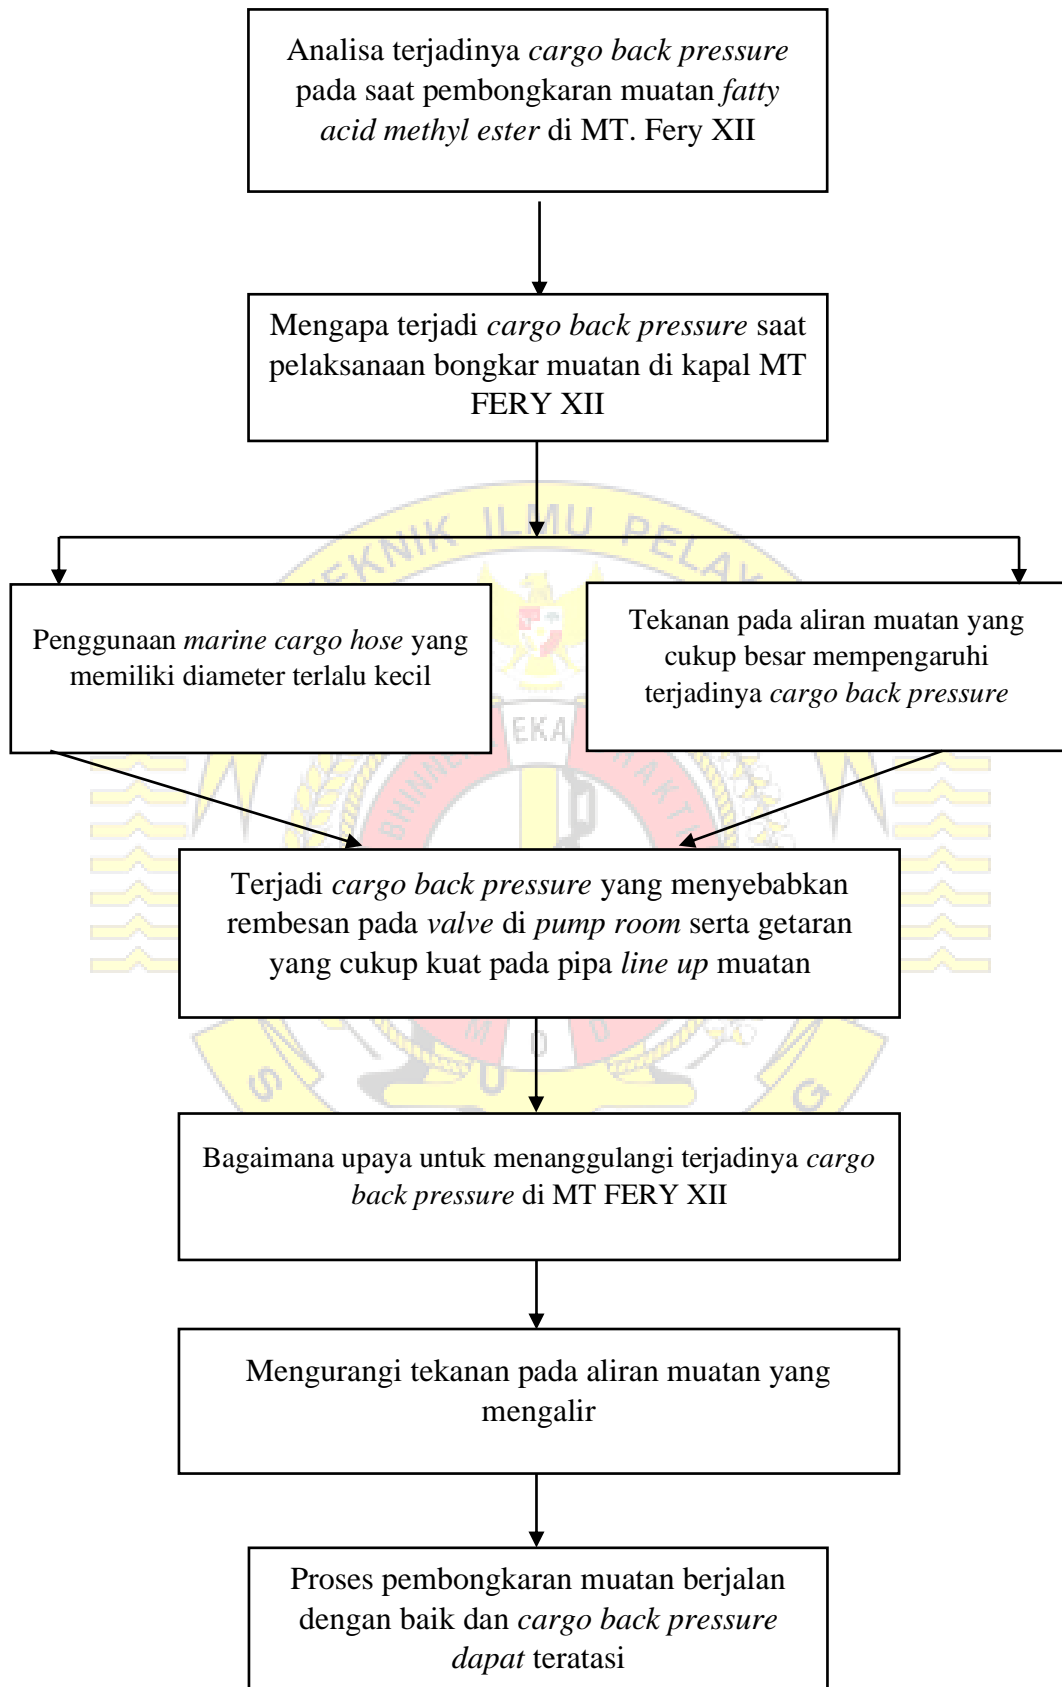 Analisa terjadinya cargo back pressure
pada saat pembongkaran muatan fatty
acid methyl ester di MT. Fery XII
Mengapa terjadi cargo back pressure saat
pelaksanaan bongkar muatan di kapal MT
FERY XII
TEKNIK ILMU PELAY
Penggunaan marine cargo hose yang
memiliki diameter terlalu kecil
Tekanan pada aliran muatan yang
cukup besar mempengaruhi
terjadinya cargo back pressure
BHINNEKA EKA
Terjadi cargo back pressure yang menyebabkan
rembesan pada valve di pump room serta getaran
yang cukup kuat pada pipa line up muatan
M D D
S U G
Bagaimana upaya untuk menanggulangi terjadinya cargo
back pressure di MT FERY XII
Mengurangi tekanan pada aliran muatan yang
mengalir
Proses pembongkaran muatan berjalan
dengan baik dan cargo back pressure
dapat teratasi